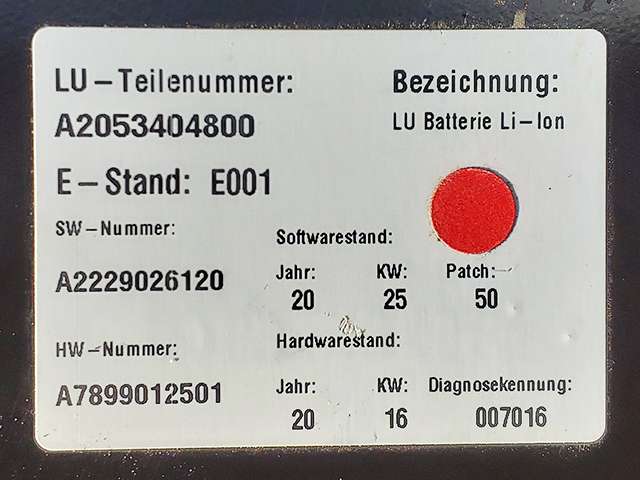 LU-Teilenummer: Bezeichnung:
A2053404800 LU Batterie Li-Ion
E-Stand: E001
SW-Nummer: Softwarestand:
A2229026120 Jahr: KW: Patch:
20 25 50
HW-Nummer: Hardwarestand:
A7899012501 Jahr: KW: Diagnosekennung:
20 16 007016